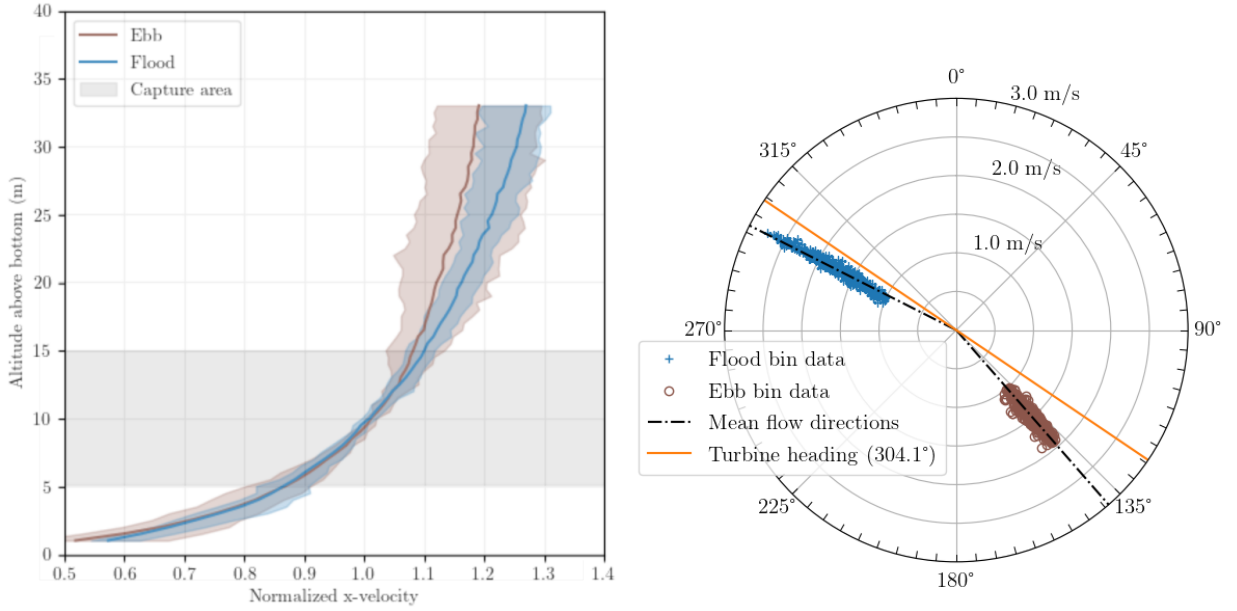 40
35
30
25
20
15
10
5
0
Altitude above bottom (m)
Ebb
Flood
Capture area
0.5 0.6 0.7 0.8 0.9 1.0 1.1 1.2 1.3 1.4
Normalized x-velocity
0°
3.0 m/s
315°
45°
2.0 m/s
1.0 m/s
270°
90°
Flood bin data
Ebb bin data
Mean flow directions
Turbine heading (304.1°)
225°
135°
180°